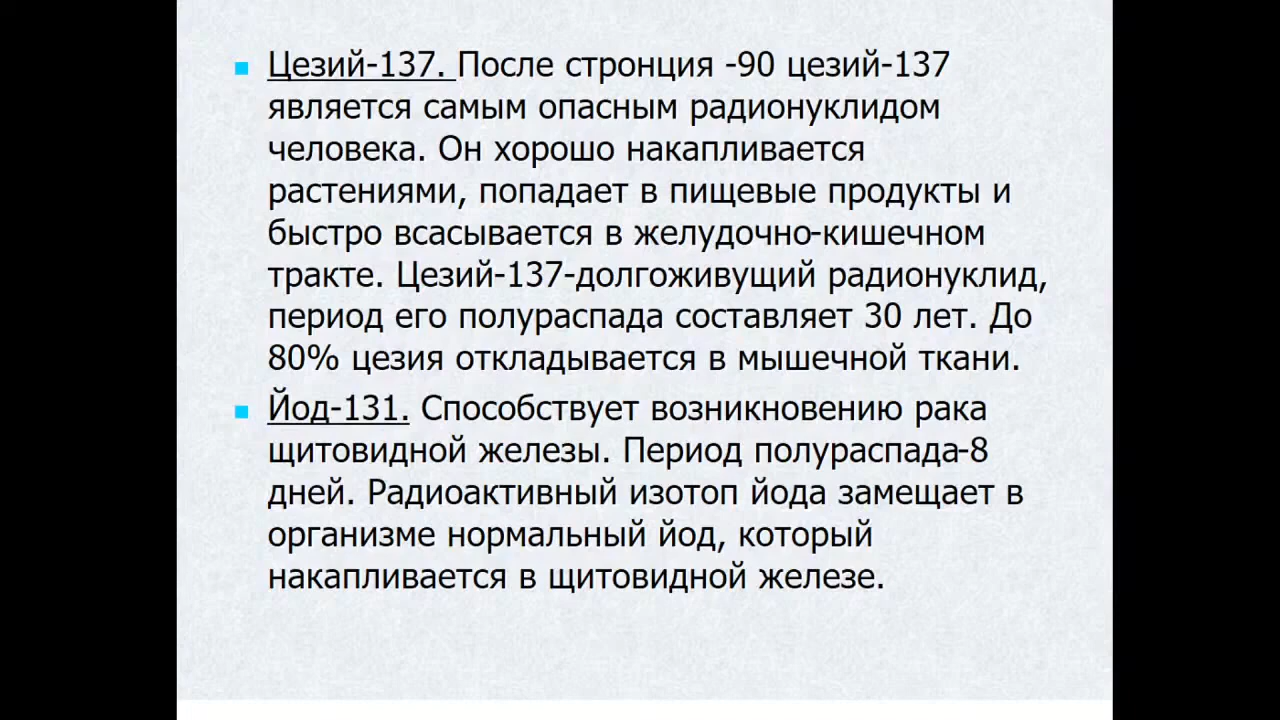 Цезий-137. После стронция -90 цезий-137
является самым опасным радионуклидом
человека. Он хорошо накапливается
растениями, попадает в пищевые продукты и
быстро всасывается в желудочно-кишечном
тракте. Цезий-137-долгоживущий радионуклид,
период его полураспада составляет 30 лет. До
80% цезия откладывается в мышечной ткани.
Йод-131. Способствует возникновению рака
щитовидной железы. Период полураспада-8
дней. Радиоактивный изотоп йода замещает в
организме нормальный йод, который
накапливается в щитовидной железе.